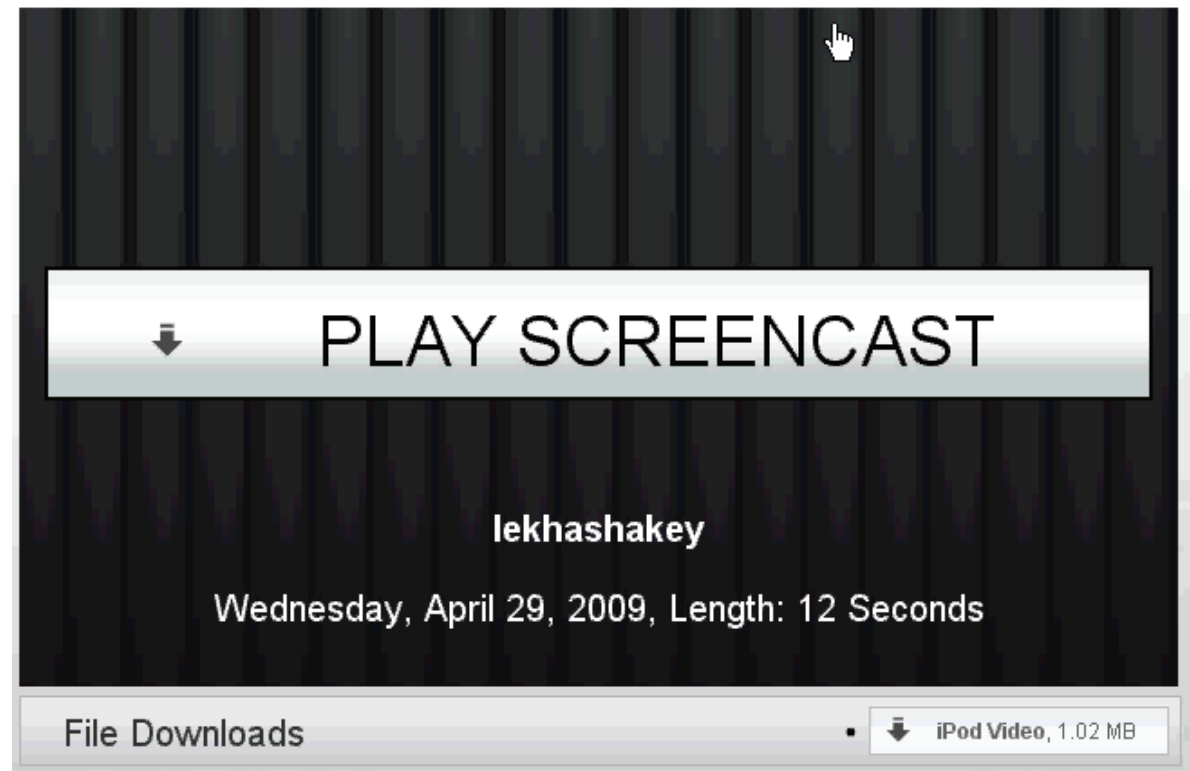 PLAY SCREENCAST
lekhashakey
Wednesday, April 29, 2009, Length: 12 Seconds
File Downloads
iPod Video, 1.02 MB